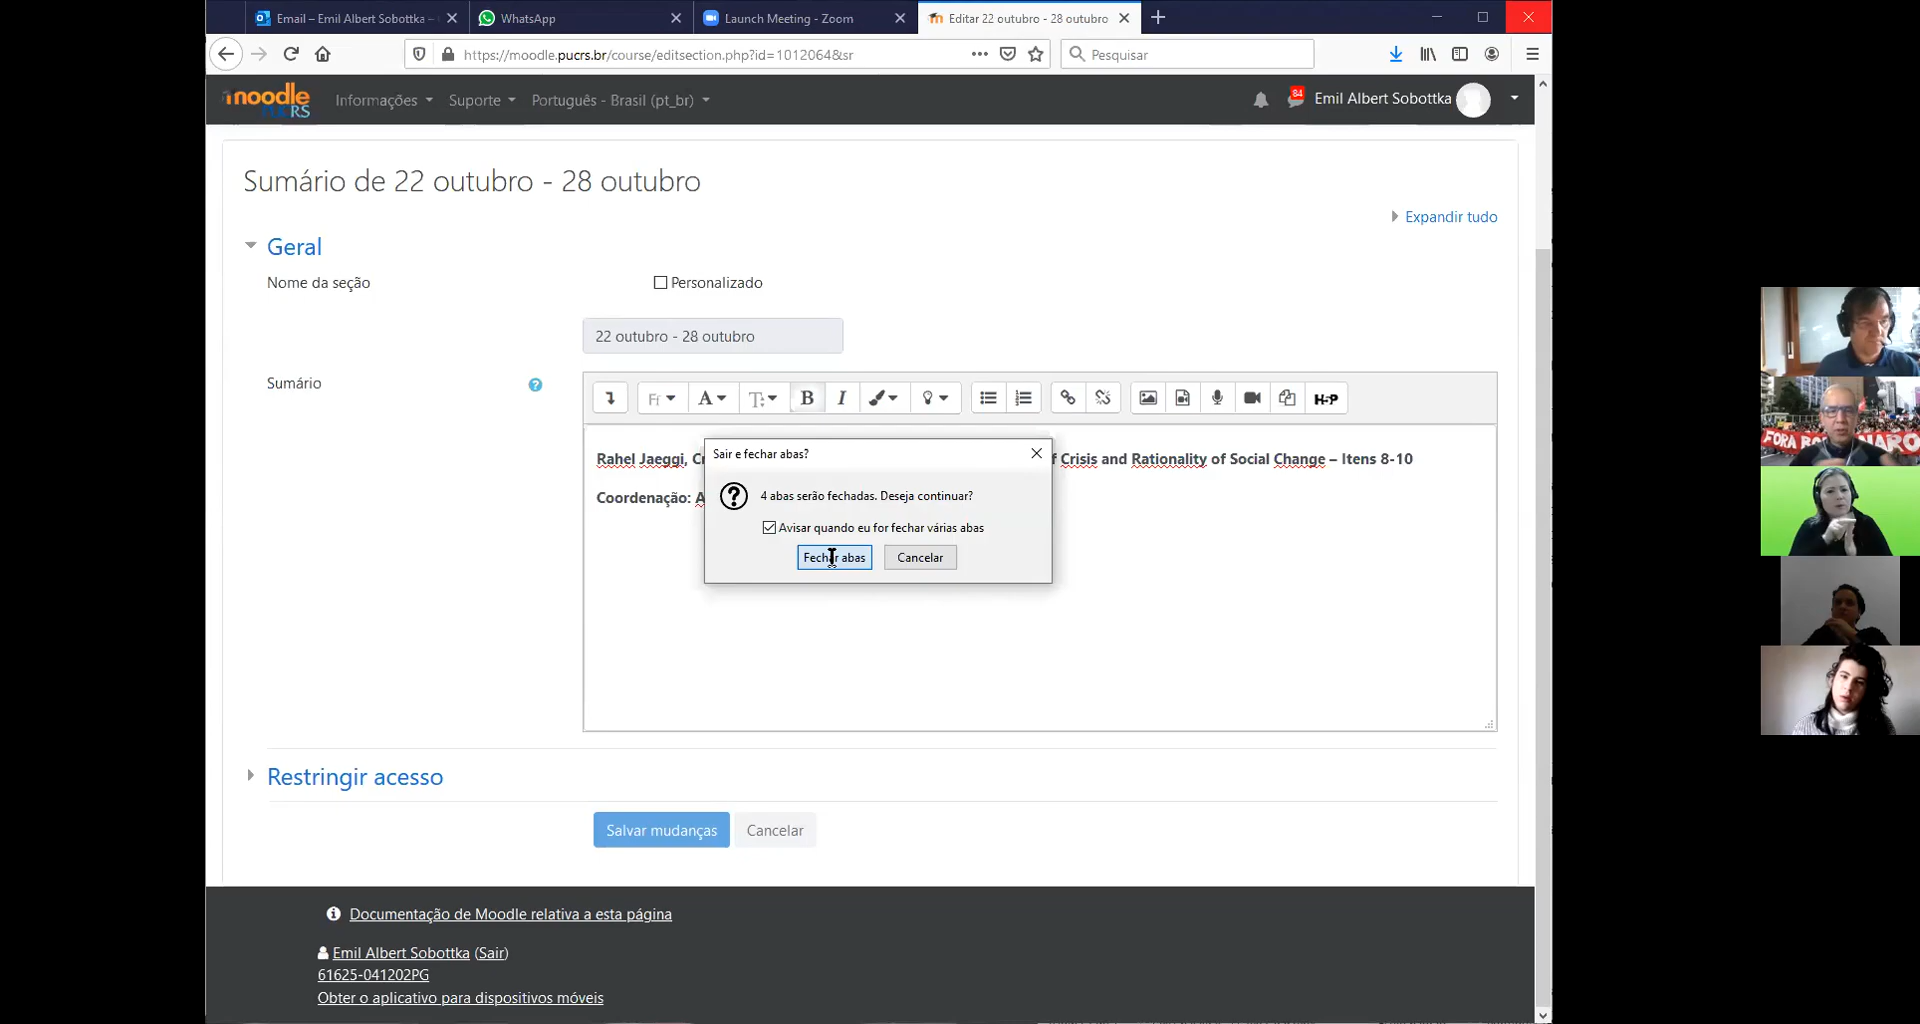 Email – Emil Albert Sobottka –
WhatsApp
Launch Meeting - Zoom
Editar 22 outubro - 28 outubro
https://moodle.pucrs.br/course/editsection.php?id=1012064&sr
Pesquisar
moodle
RS
Informações
Suporte
Português - Brasil (pt_br)
84
Emil Albert Sobottka
Sumário de 22 outubro - 28 outubro
Expandir tudo
Geral
Nome da seção
Personalizado
22 outubro - 28 outubro
Sumário
H-P
Rahel Jaeggi, Cr
Crisis and Rationality of Social Change – Itens 8-10
Coordenação: A
Sair e fechar abas?
4 abas serão fechadas. Deseja continuar?
Avisar quando eu for fechar várias abas
Fechar abas
Cancelar
Restringir acesso
Salvar mudanças
Cancelar
Documentação de Moodle relativa a esta página
Emil Albert Sobottka (Sair)
61625-041202PG
Obter o aplicativo para dispositivos móveis
FORA BOLSONARO